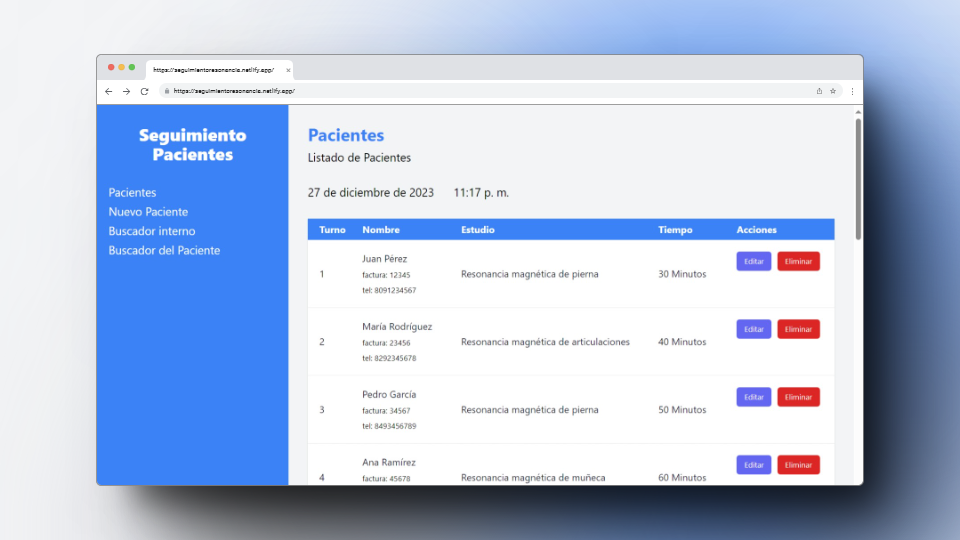 https://seguimientoresonancia.netlify.app/
https://seguimientoresonancia.netlify.app/
Seguimiento
Pacientes
Pacientes
Nuevo Paciente
Buscador interno
Buscador del Paciente
Pacientes
Listado de Pacientes
27 de diciembre de 2023 11:17 p. m.
Turno Nombre Estudio Tiempo Acciones
Juan Pérez
1 factura: 12345 Resonancia magnética de pierna 30 Minutos Editar Eliminar
tel: 8091234567
María Rodríguez
2 factura: 23456 Resonancia magnética de articulaciones 40 Minutos Editar Eliminar
tel: 8292345678
Pedro García
3 factura: 34567 Resonancia magnética de pierna 50 Minutos Editar Eliminar
tel: 8493456789
Ana Ramírez
4 factura: 45678 Resonancia magnética de muñeca 60 Minutos Editar Eliminar